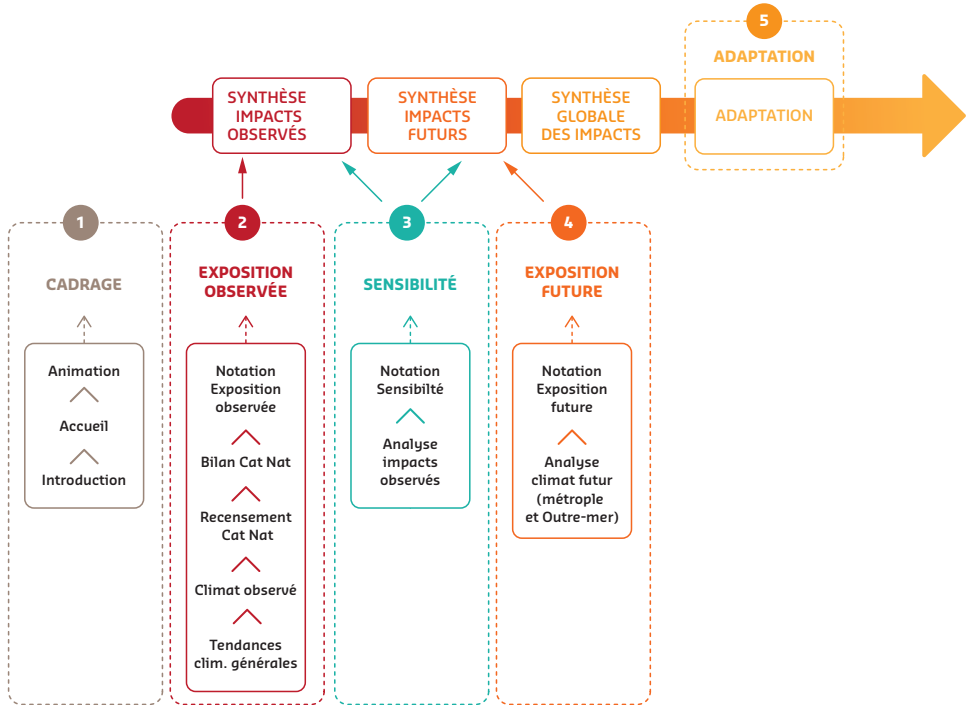 5
ADAPTATION
SYNTHÈSE
IMPACTS
OBSERVÉS
SYNTHÈSE
IMPACTS
FUTURS
SYNTHÈSE
GLOBALE
DES IMPACTS
ADAPTATION
1
CADRAGE
Animation
Accueil
Introduction
2
EXPOSITION
OBSERVÉE
Notation
Exposition
observée
Bilan Cat Nat
Recensement
Cat Nat
Climat observé
Tendances
clim. générales
3
SENSIBILITÉ
Notation
Sensibilté
Analyse
impacts
observés
4
EXPOSITION
FUTURE
Notation
Exposition
future
Analyse
climat futur
(métrople
et Outre-mer)